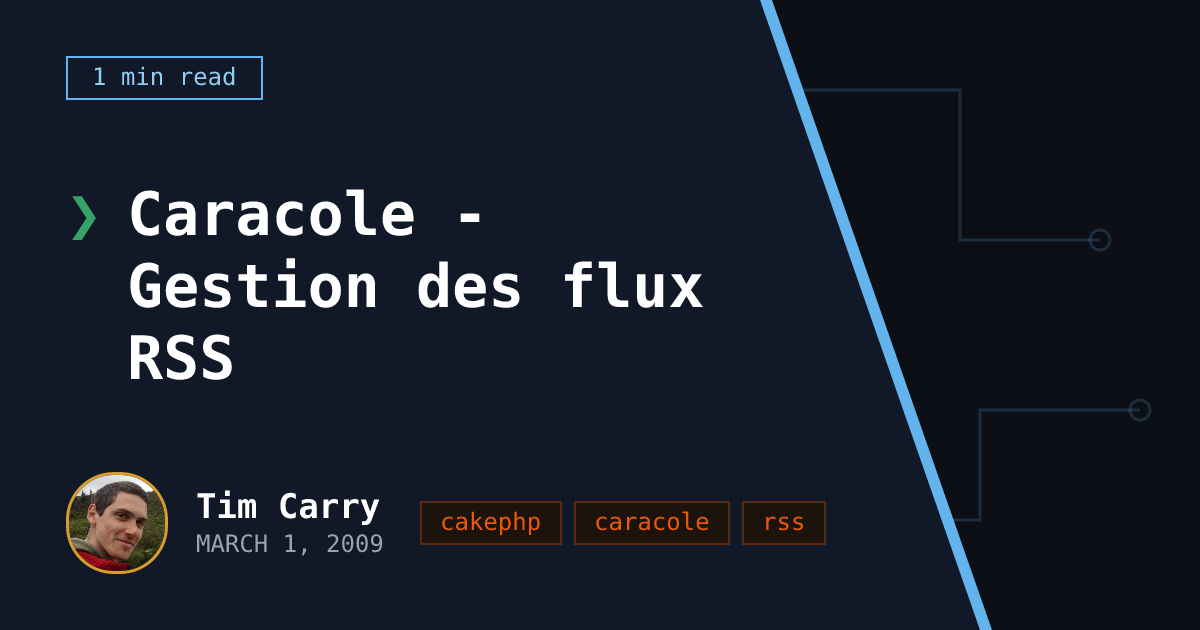 1 min read
❯ Caracole -
Gestion des flux
RSS
Tim Carry
MARCH 1, 2009
cakephp
caracole
rss